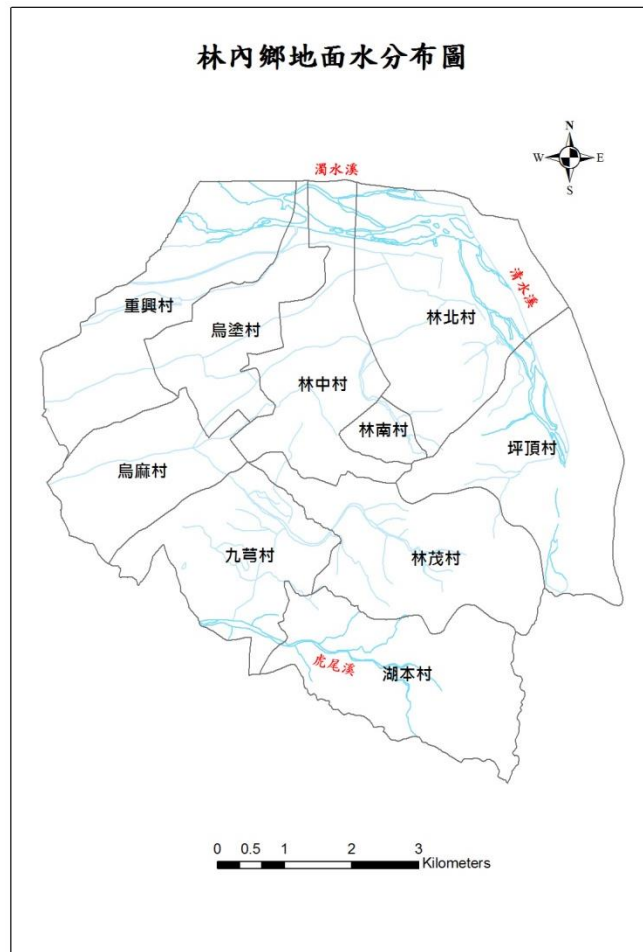 林內鄉地面水分布圖
N
W E
S
濁水溪
清水溪
重興村
烏塗村
林北村
林中村
林南村
坪頂村
烏麻村
九芎村
林茂村
虎尾溪
湖本村
0 0.5 1 2 3
Kilometers